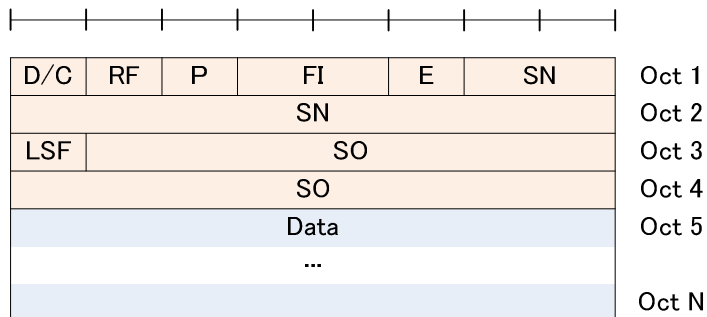 D/C RF P FI E SN Oct 1
SN Oct 2
LSF SO Oct 3
SO Oct 4
Data Oct 5
...
Oct N